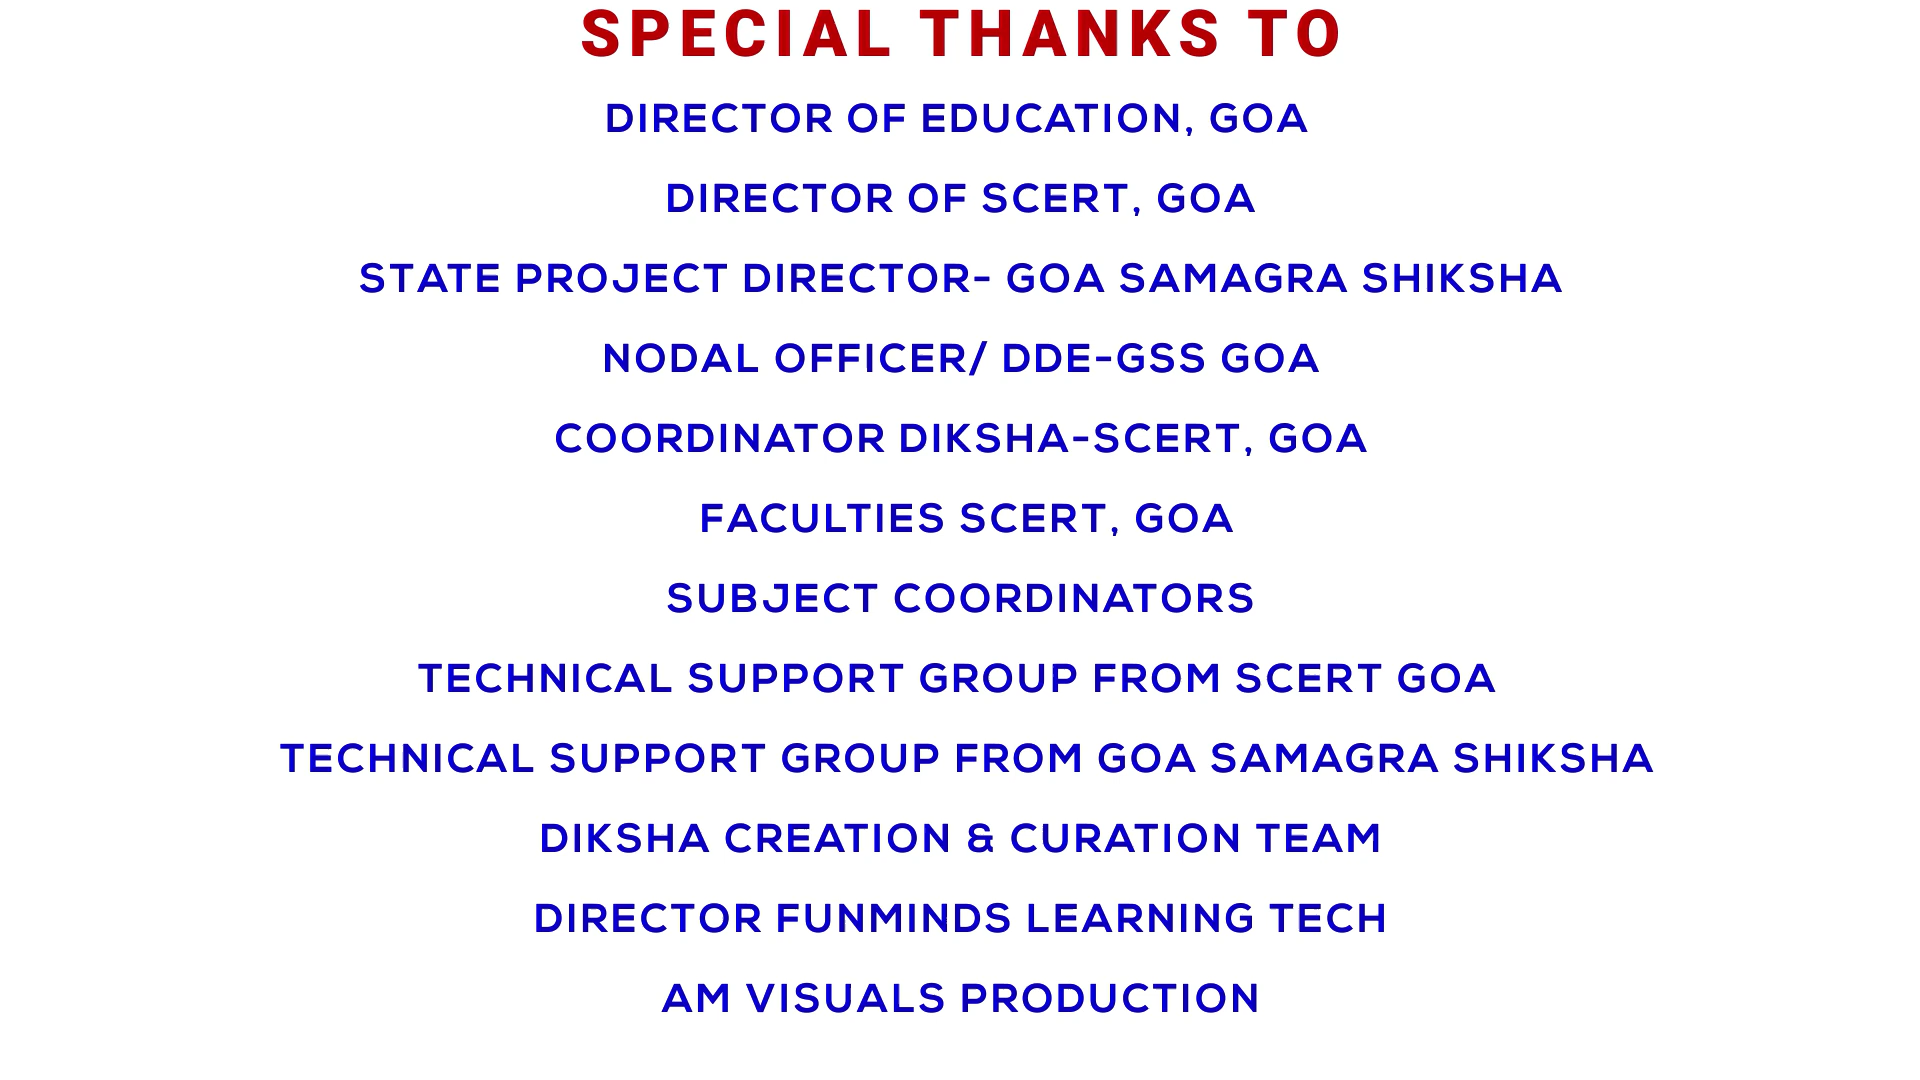 SPECIAL THANKS TO
DIRECTOR OF EDUCATION, GOA
DIRECTOR OF SCERT, GOA
STATE PROJECT DIRECTOR- GOA SAMAGRA SHIKSHA
NODAL OFFICER/ DDE-GSS GOA
COORDINATOR DIKSHA-SCERT, GOA
FACULTIES SCERT, GOA
SUBJECT COORDINATORS
TECHNICAL SUPPORT GROUP FROM SCERT GOA
TECHNICAL SUPPORT GROUP FROM GOA SAMAGRA SHIKSHA
DIKSHA CREATION & CURATION TEAM
DIRECTOR FUNMINDS LEARNING TECH
AM VISUALS PRODUCTION